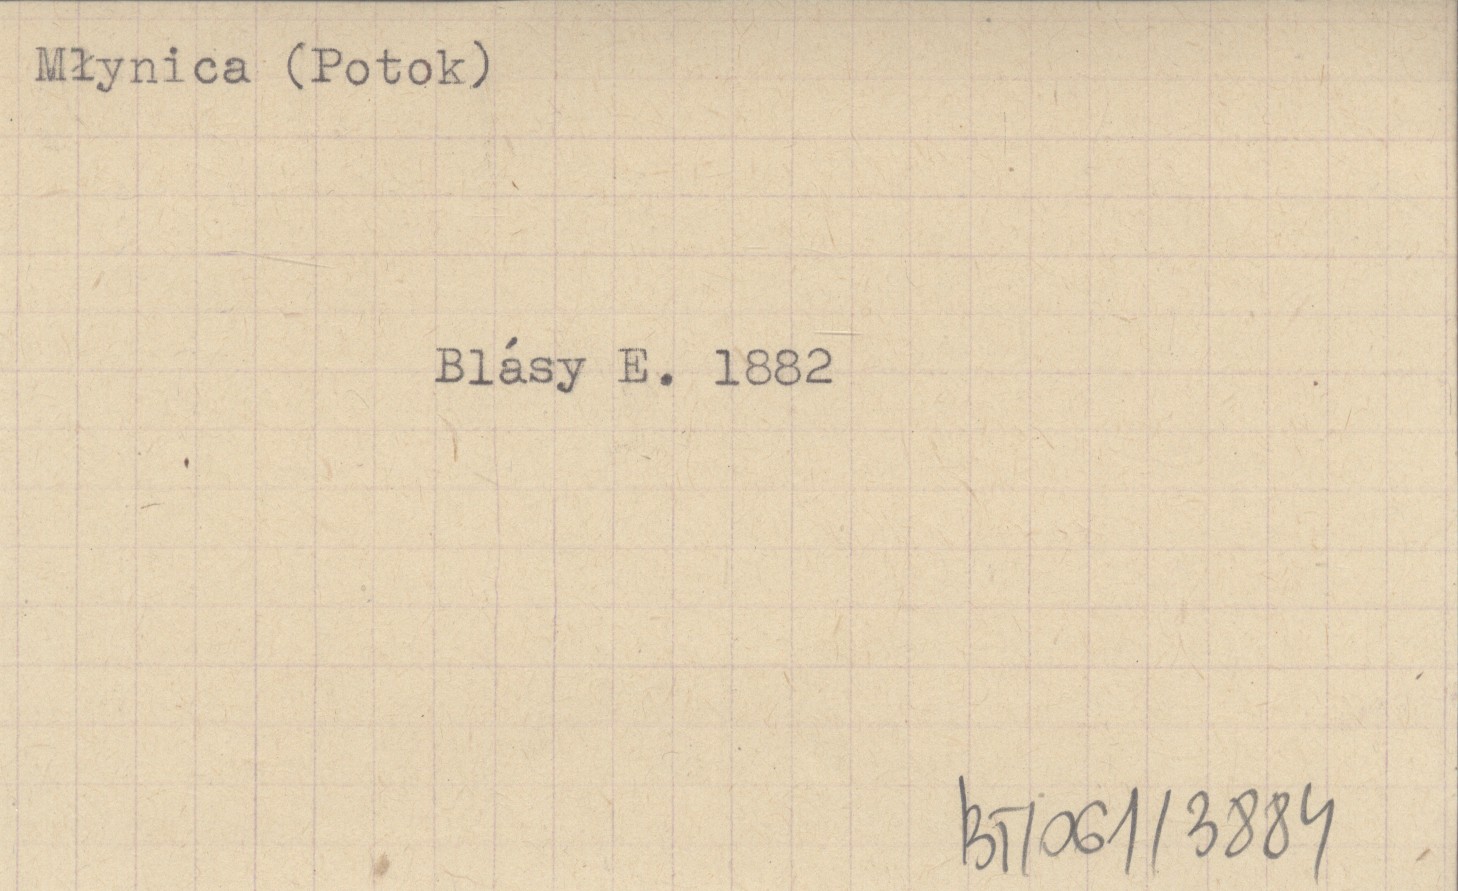 Młynica (Potok)
Blásy E. 1882
BT/061/3884